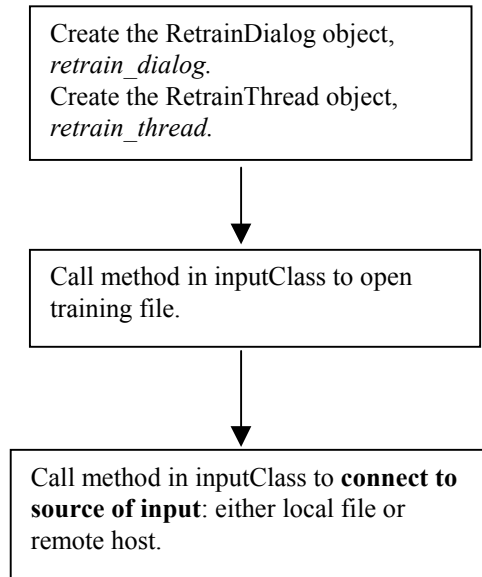 Create the RetrainDialog object,
retrain_dialog.
Create the RetrainThread object,
retrain_thread.
Call method in inputClass to open
training file.
Call method in inputClass to connect to
source of input: either local file or
remote host.